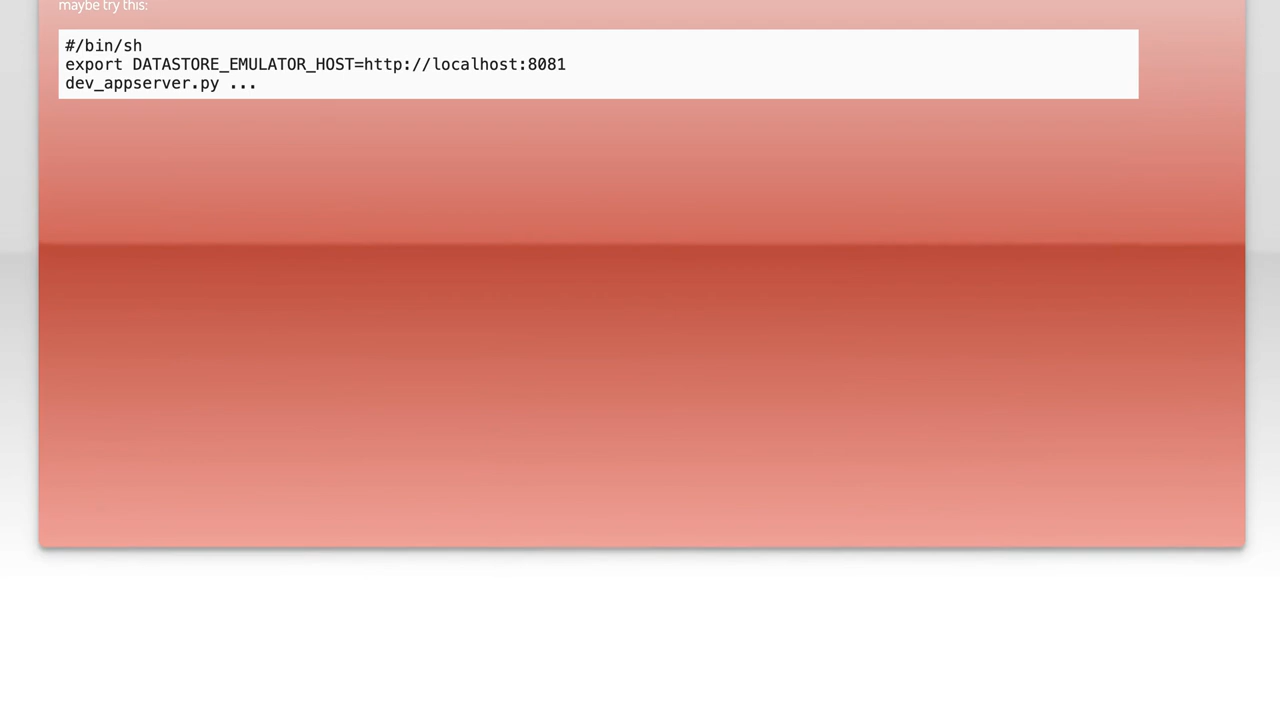 maybe try this:
#/bin/sh
export DATASTORE_EMULATOR_HOST=http://localhost:8081
dev_appserver.py ...